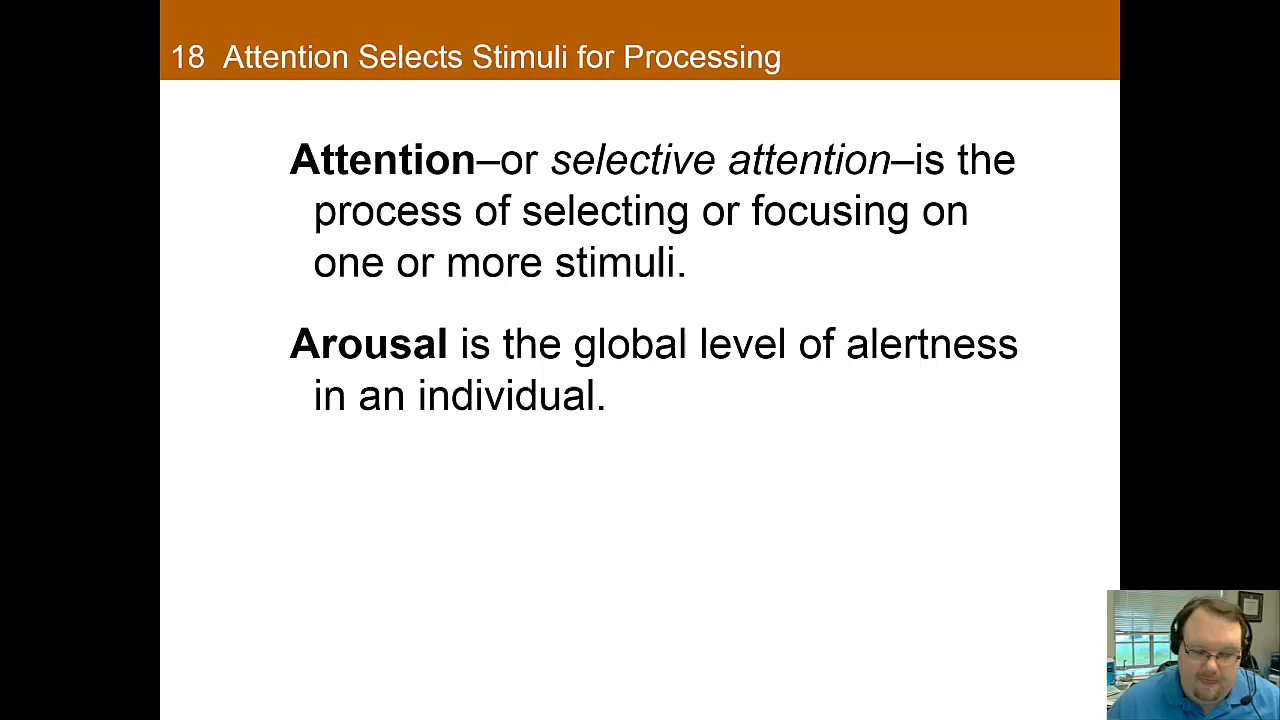 18 Attention Selects Stimuli for Processing
Attention–or selective attention–is the
process of selecting or focusing on
one or more stimuli.
Arousal is the global level of alertness
in an individual.